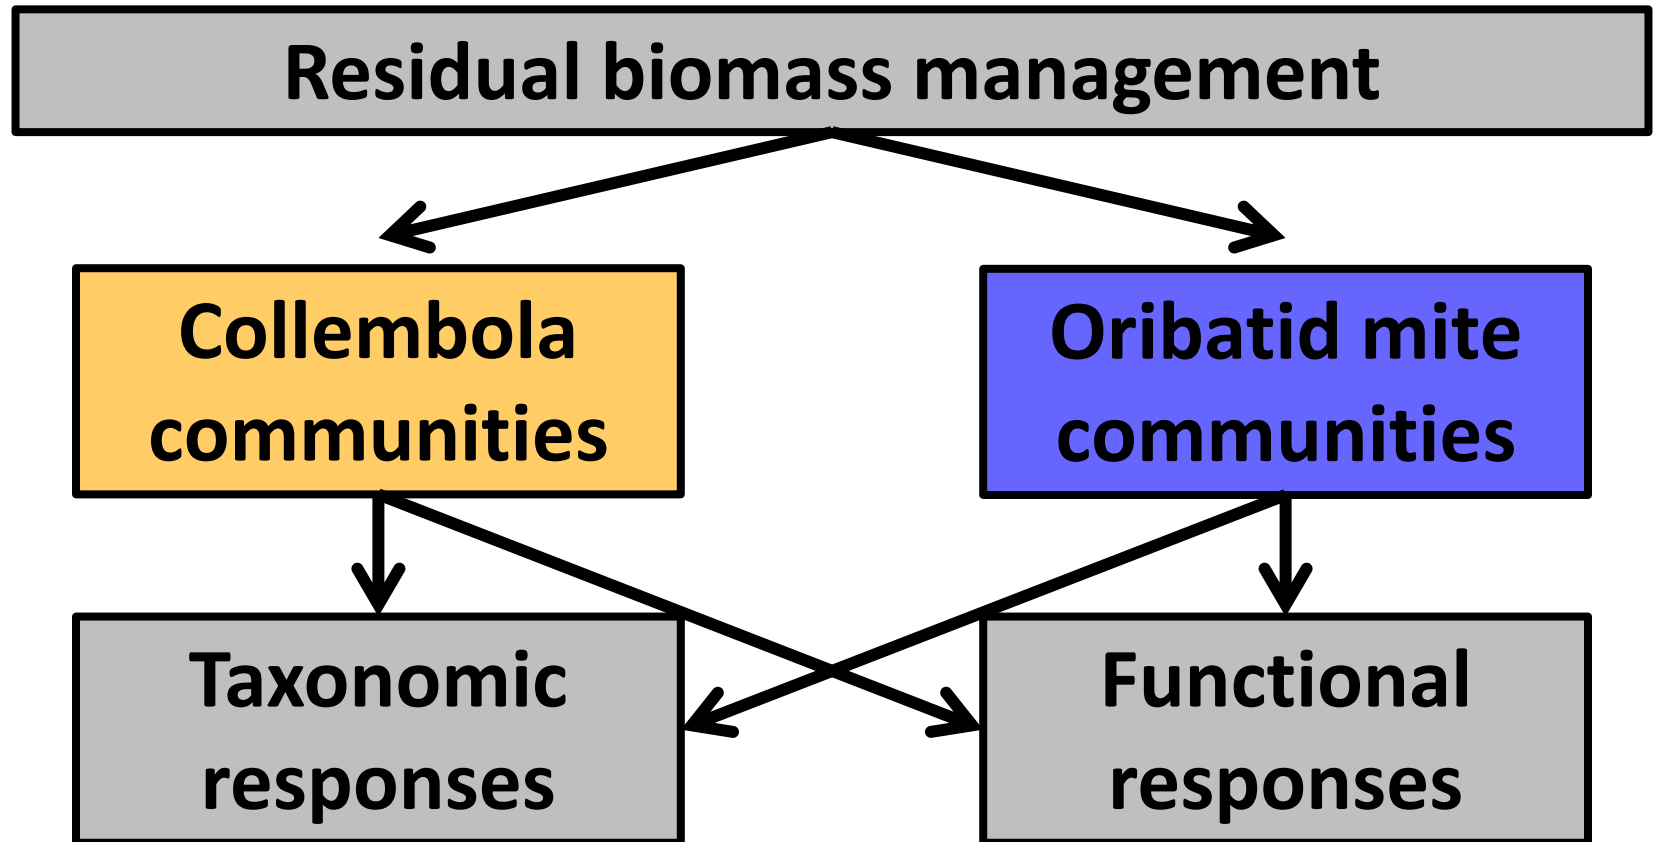 Residual biomass management
Collembola
communities
Oribatid mite
communities
Taxonomic
responses
Functional
responses